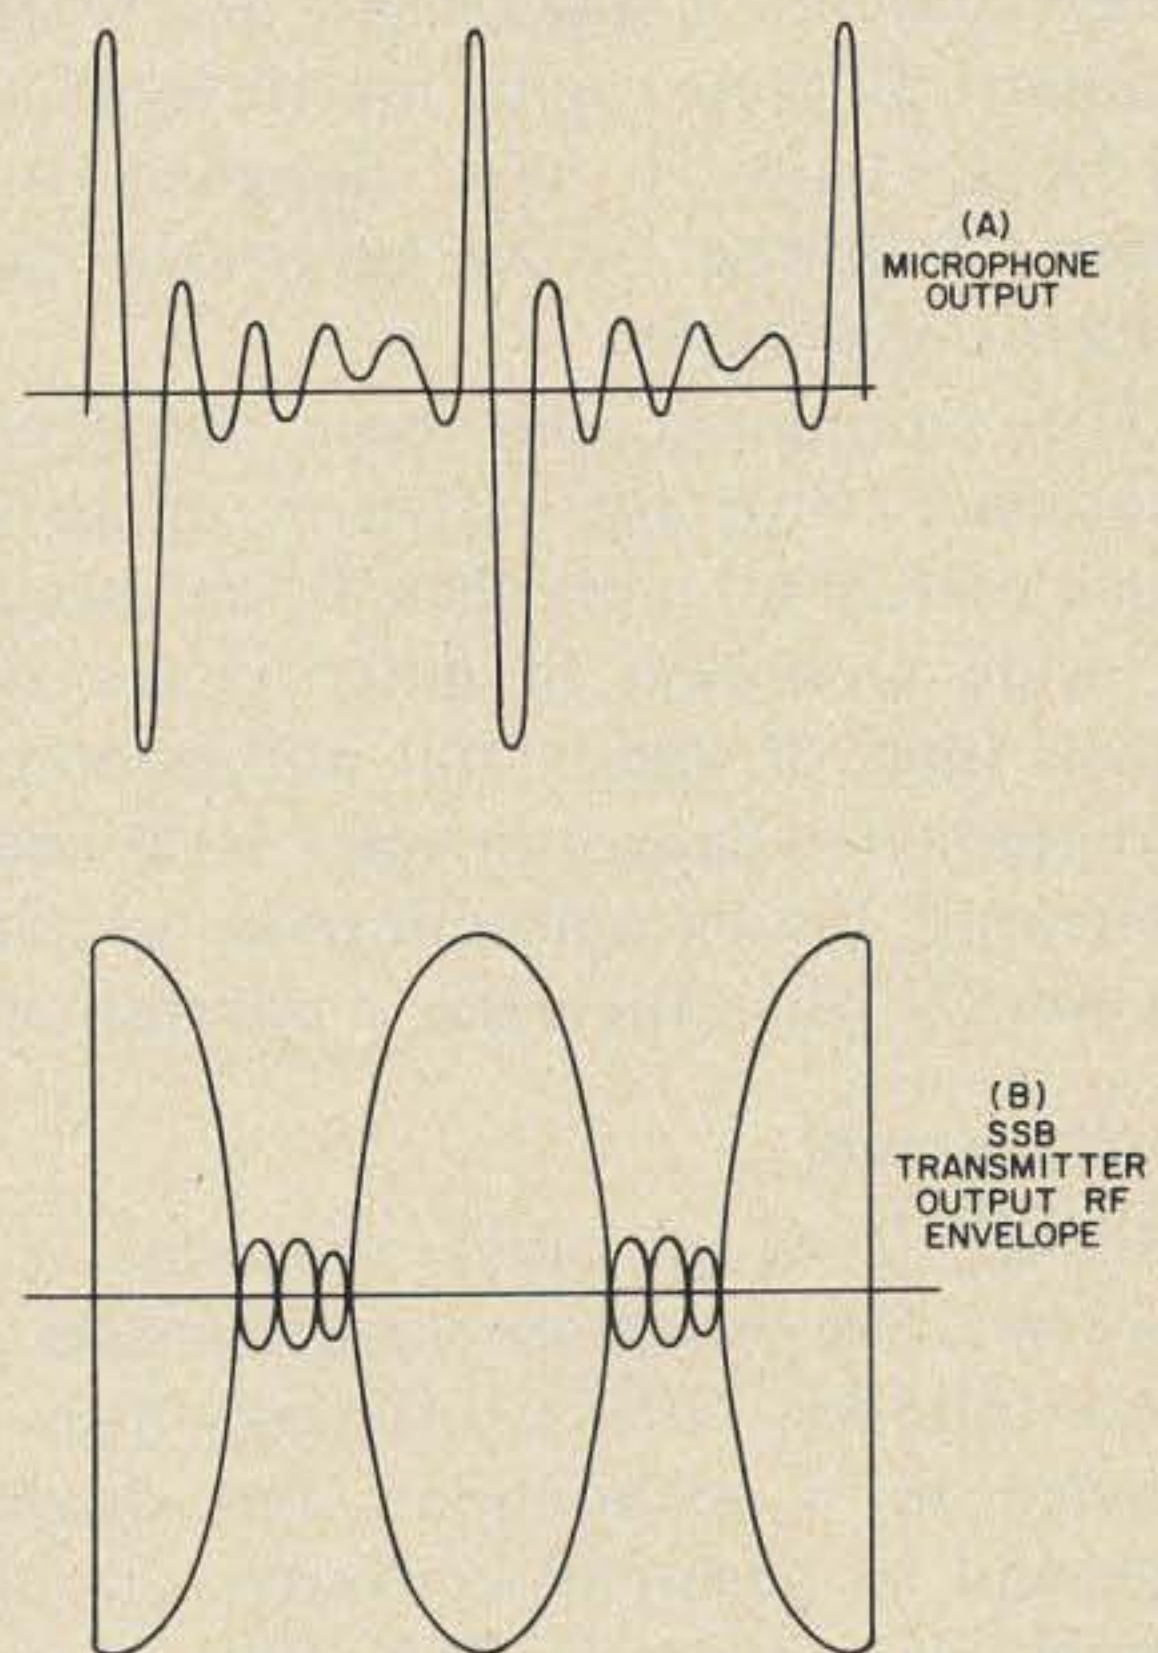 (A)
MICROPHONE
OUTPUT
(B)
SSB
TRANSMITTER
OUTPUT RF
ENVELOPE